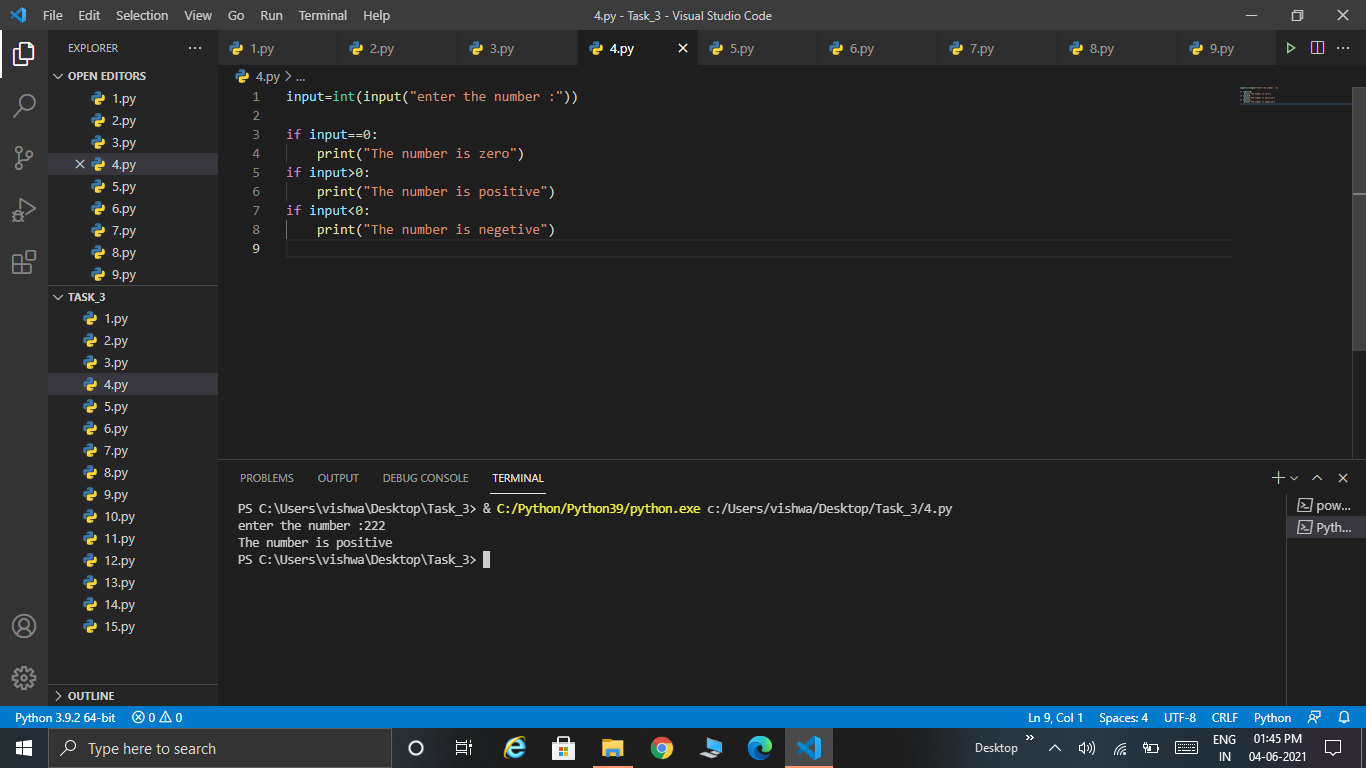 File Edit Selection View Go Run Terminal Help 4.py - Task_3 - Visual Studio Code
EXPLORER ...
OPEN EDITORS
1.py
2.py
3.py
4.py
5.py
6.py
7.py
8.py
9.py
TASK_3
1.py
2.py
3.py
4.py
5.py
6.py
7.py
8.py
9.py
10.py
11.py
12.py
13.py
14.py
15.py
OUTLINE
1.py 2.py 3.py 4.py 5.py 6.py 7.py 8.py 9.py
4.py > ...
1 input=int(input("enter the number :"))
2
3 if input==0:
4     print("The number is zero")
5 if input>0:
6     print("The number is positive")
7 if input<0:
8     print("The number is negetive")
9
PROBLEMS OUTPUT DEBUG CONSOLE TERMINAL
PS C:\Users\vishwa\Desktop\Task_3> & C:/Python/Python39/python.exe c:/Users/vishwa/Desktop/Task_3/4.py
enter the number :222
The number is positive
PS C:\Users\vishwa\Desktop\Task_3>
pow...
Pyth...
Python 3.9.2 64-bit 0 0 Ln 9, Col 1 Spaces: 4 UTF-8 CRLF Python
Type here to search Desktop ENG 01:45 PM
IN 04-06-2021